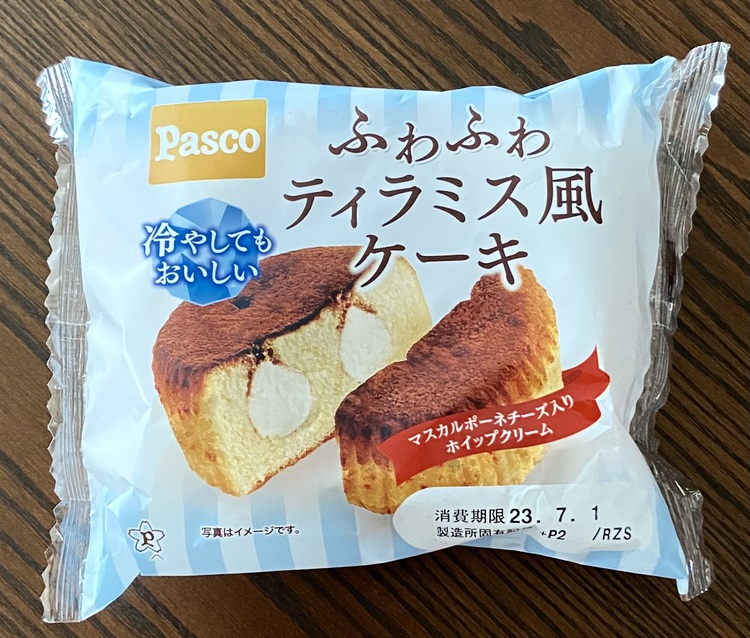 Pasco
ふわふわ
ティラミス風
ケーキ
冷やしても
おいしい
マスカルポーネチーズ入り
ホイップクリーム
消費期限 23. 7. 1
製造所固有 +P2 /RZS
写真はイメージです。
P